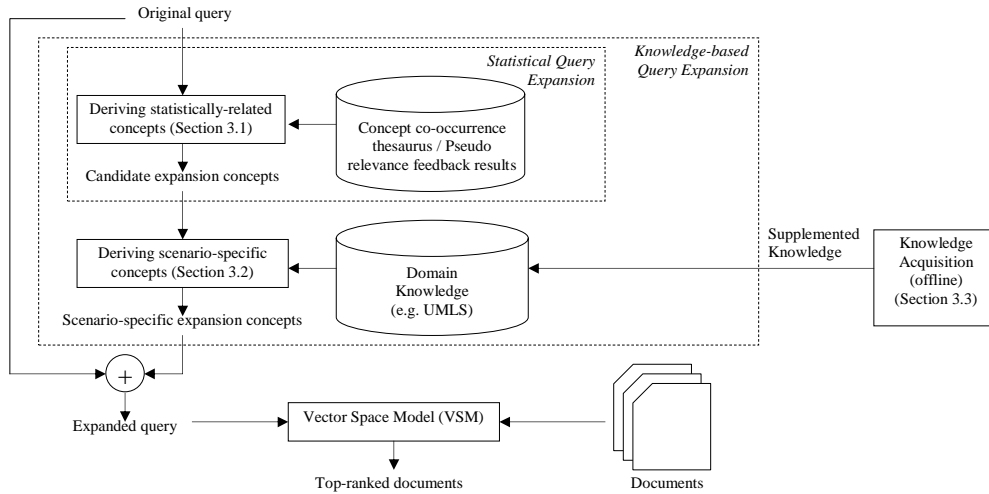 Original query
Knowledge-based
Query Expansion
Statistical Query
Expansion
Deriving statistically-related
concepts (Section 3.1)
Concept co-occurrence
thesaurus / Pseudo
relevance feedback results
Candidate expansion concepts
Deriving scenario-specific
concepts (Section 3.2)
Domain
Knowledge
(e.g. UMLS)
Supplemented
Knowledge
Knowledge
Acquisition
(offline)
(Section 3.3)
Scenario-specific expansion concepts
+
Expanded query
Vector Space Model (VSM)
Top-ranked documents
Documents